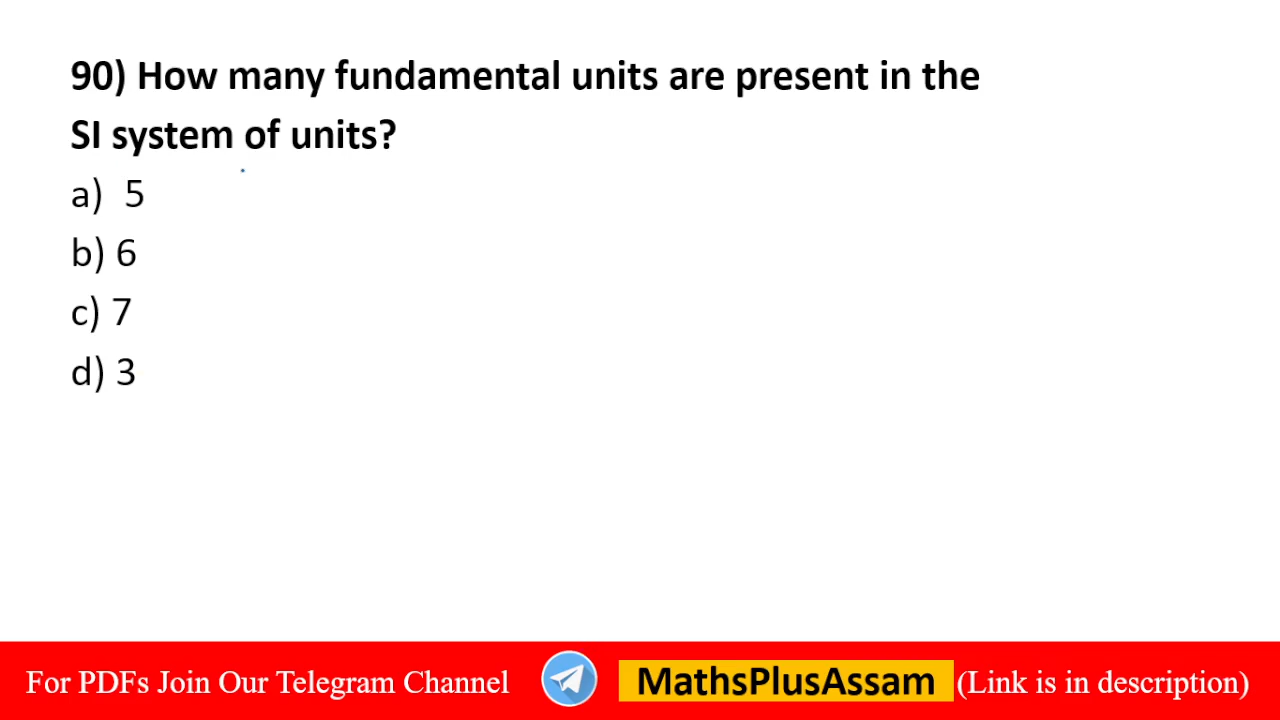 90) How many fundamental units are present in the
SI system of units?
a) 5
b) 6
c) 7
d) 3
For PDFs Join Our Telegram Channel MathsPlusAssam (Link is in description)